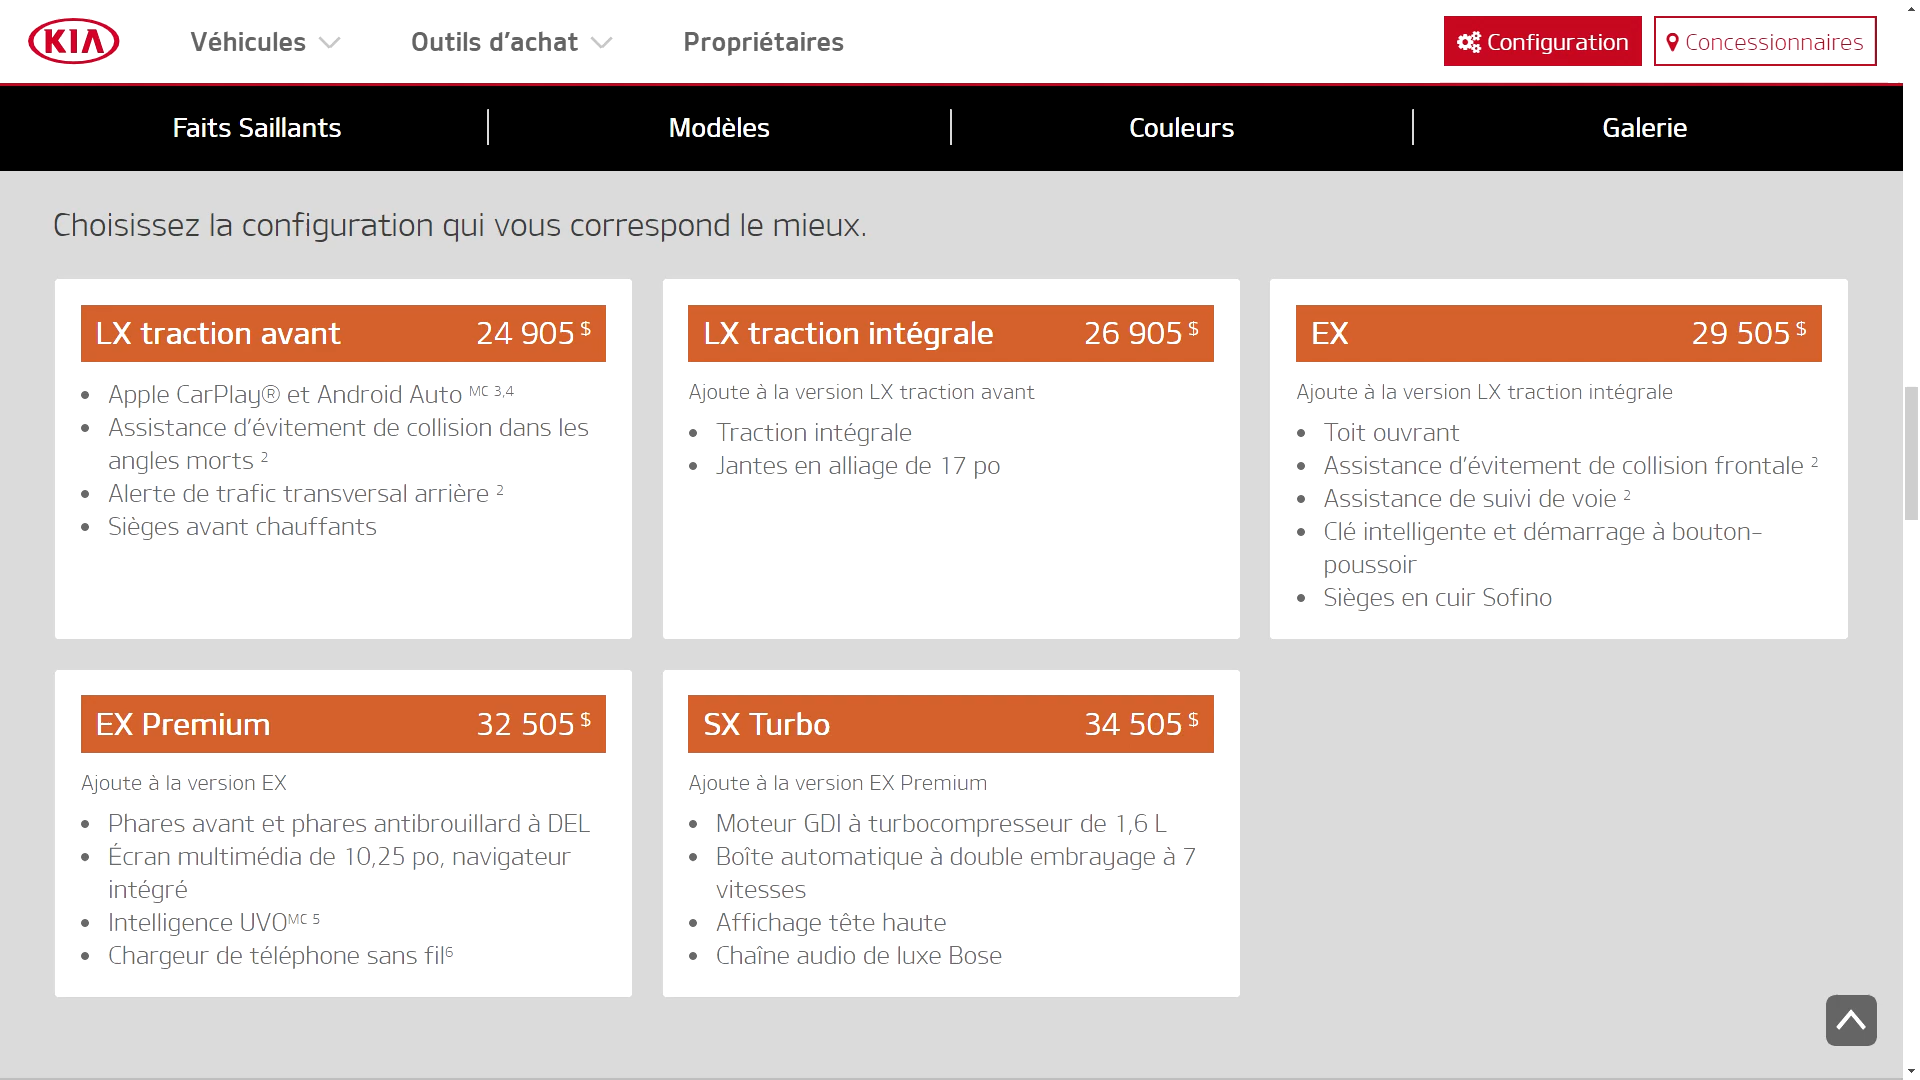 KIA
Véhicules
Outils d’achat
Propriétaires
Configuration
Concessionnaires
Faits Saillants
Modèles
Couleurs
Galerie
Choisissez la configuration qui vous correspond le mieux.
LX traction avant 24 905 $
Apple CarPlay® et Android Auto MC 3,4
Assistance d’évitement de collision dans les
angles morts 2
Alerte de trafic transversal arrière 2
Sièges avant chauffants
LX traction intégrale 26 905 $
Ajoute à la version LX traction avant
Traction intégrale
Jantes en alliage de 17 po
EX 29 505 $
Ajoute à la version LX traction intégrale
Toit ouvrant
Assistance d’évitement de collision frontale 2
Assistance de suivi de voie 2
Clé intelligente et démarrage à bouton-
poussoir
Sièges en cuir Sofino
EX Premium 32 505 $
Ajoute à la version EX
Phares avant et phares antibrouillard à DEL
Écran multimédia de 10,25 po, navigateur
intégré
Intelligence UVO MC 5
Chargeur de téléphone sans fil 6
SX Turbo 34 505 $
Ajoute à la version EX Premium
Moteur GDI à turbocompresseur de 1,6 L
Boîte automatique à double embrayage à 7
vitesses
Affichage tête haute
Chaîne audio de luxe Bose